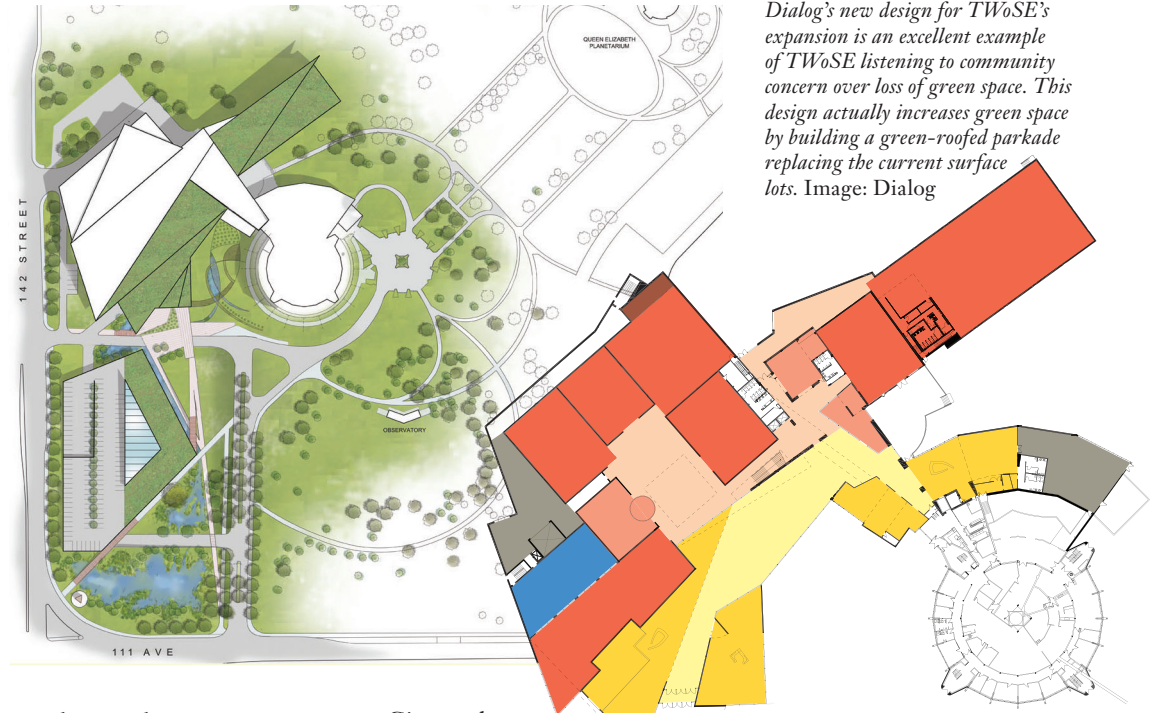 Dialog’s new design for TWoSE’s
expansion is an excellent example
of TWoSE listening to community
concern over loss of green space. This
design actually increases green space
by building a green-roofed parkade
replacing the current surface
lots. Image: Dialog
QUEEN ELIZABETH
PLANETARIUM
142 STREET
OBSERVATORY
111 AVE